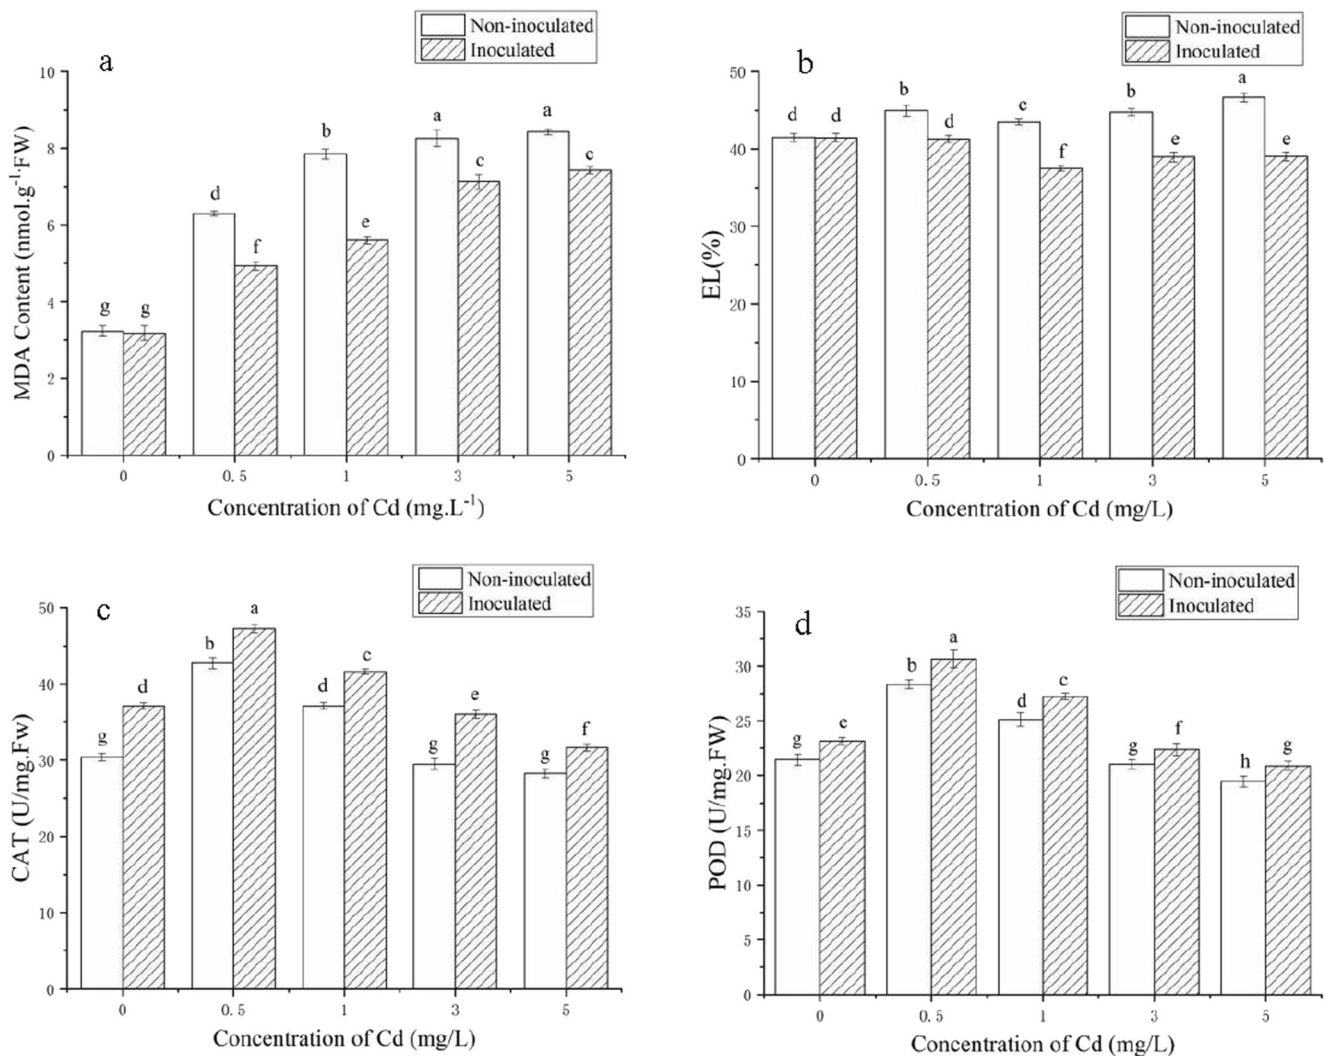 a
Non-inoculated
Inoculated
MDA Content (nmol.g-1·FW)
10
8
6
4
2
0
g g d f b e a c a c
0 0.5 1 3 5
Concentration of Cd (mg.L-1)
b
Non-inoculated
Inoculated
EL(%)
50
40
30
20
10
0
d d b d c f b e a e
0 0.5 1 3 5
Concentration of Cd (mg/L)
c
Non-inoculated
Inoculated
CAT (U/mg.Fw)
50
40
30
20
10
0
g d b a d c g e g f
0 0.5 1 3 5
Concentration of Cd (mg/L)
d
Non-inoculated
Inoculated
POD (U/mg.FW)
35
30
25
20
15
10
5
0
g e b a d c g f h g
0 0.5 1 3 5
Concentration of Cd (mg/L)